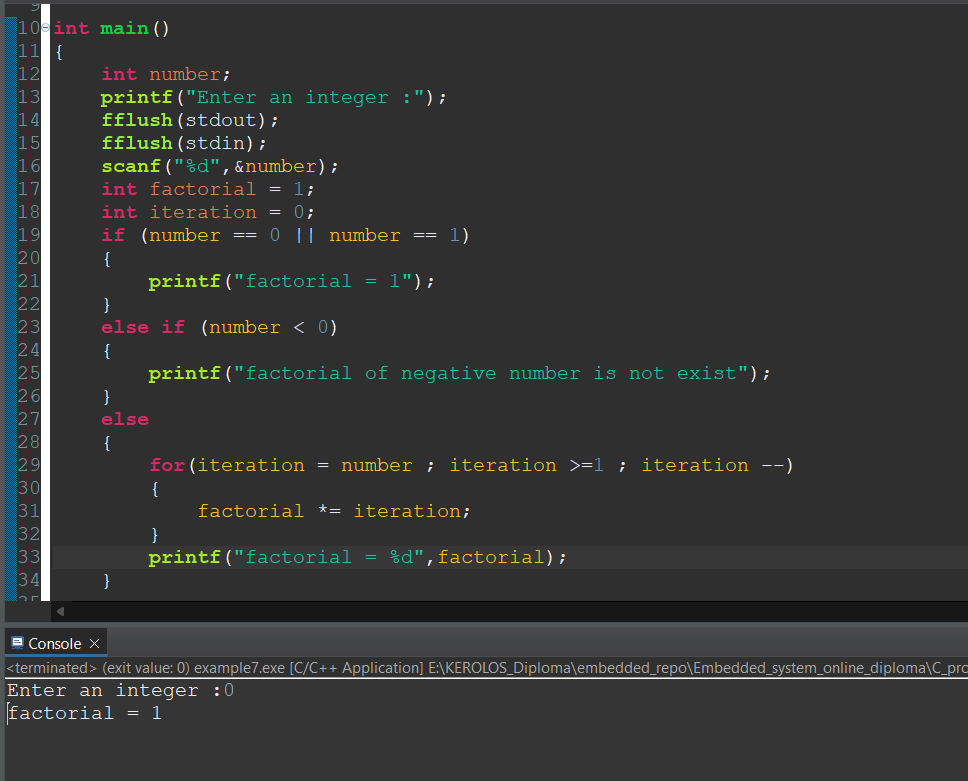 9
10 int main()
11 {
12 int number;
13 printf("Enter an integer :");
14 fflush(stdout);
15 fflush(stdin);
16 scanf("%d",&number);
17 int factorial = 1;
18 int iteration = 0;
19 if (number == 0 || number == 1)
20 {
21 printf("factorial = 1");
22 }
23 else if (number < 0)
24 {
25 printf("factorial of negative number is not exist");
26 }
27 else
28 {
29 for(iteration = number ; iteration >=1 ; iteration --)
30 {
31 factorial *= iteration;
32 }
33 printf("factorial = %d",factorial);
34 }
35
Console
<terminated> (exit value: 0) example7.exe [C/C++ Application] E:\KEROLOS_Diploma\embedded_repo\Embedded_system_online_diploma\C_pro
Enter an integer :0
factorial = 1